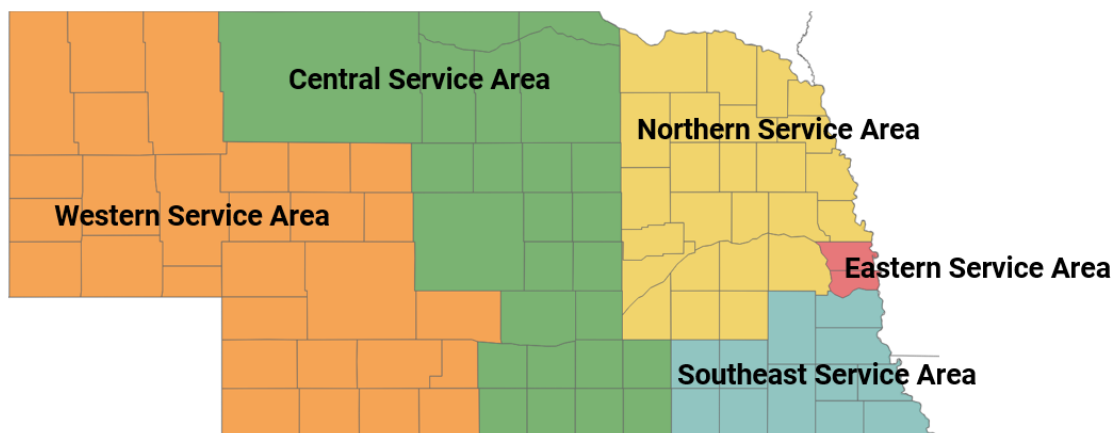 Central Service Area
Northern Service Area
Western Service Area
Eastern Service Area
Southeast Service Area